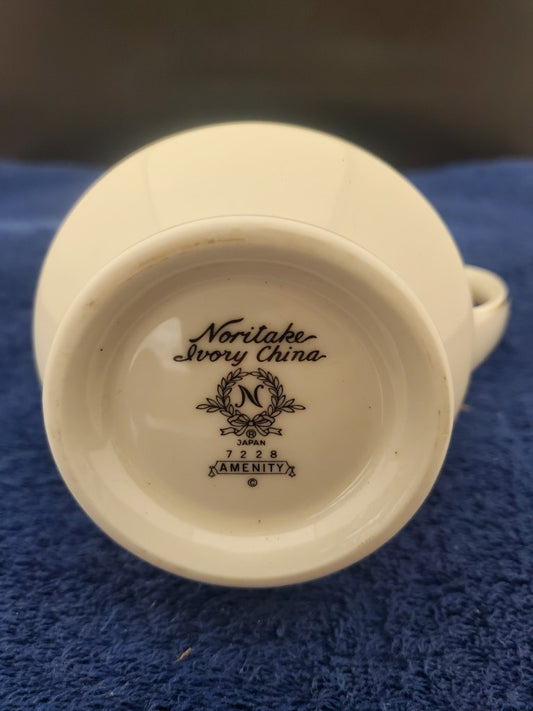 Noritake
Ivory China
N
®
JAPAN
7228
AMENITY
©